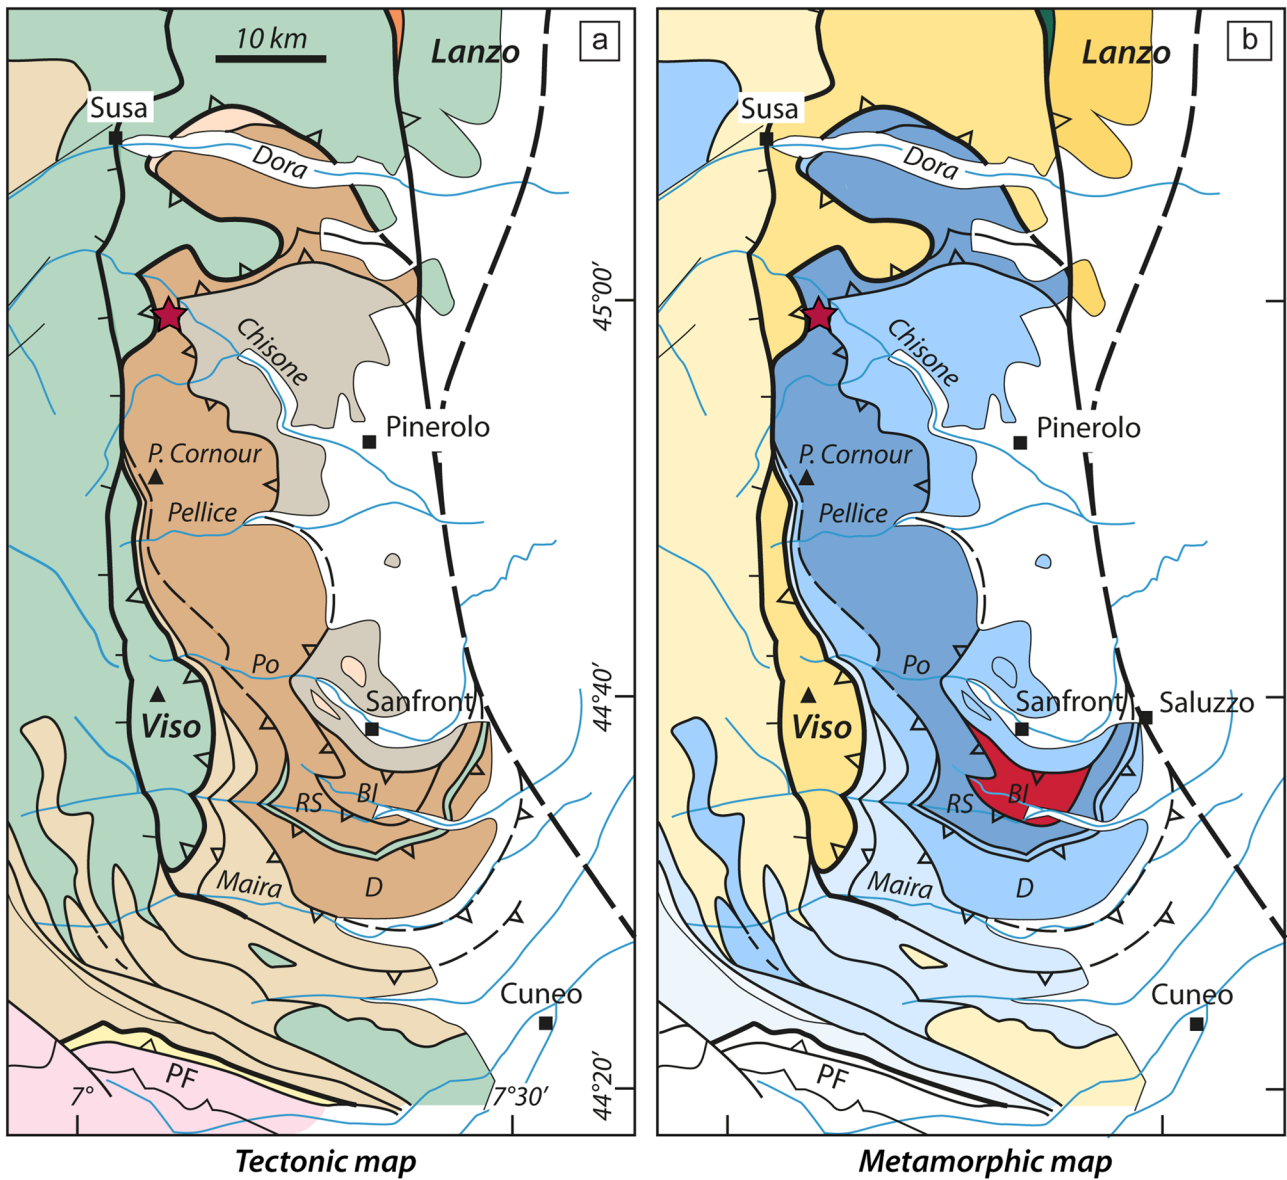 10 km
Lanzo
a
Susa
Dora
45°00′
Chisone
Pinerolo
P. Cornour
Pellice
Po
44°40′
Sanfront
Viso
RS
BI
Maira
D
Cuneo
PF
7°
7°30′
44°20′
Tectonic map
Lanzo
b
Susa
Dora
Chisone
Pinerolo
P. Cornour
Pellice
Po
Sanfront
Saluzzo
Viso
RS
BI
Maira
D
Cuneo
PF
Metamorphic map